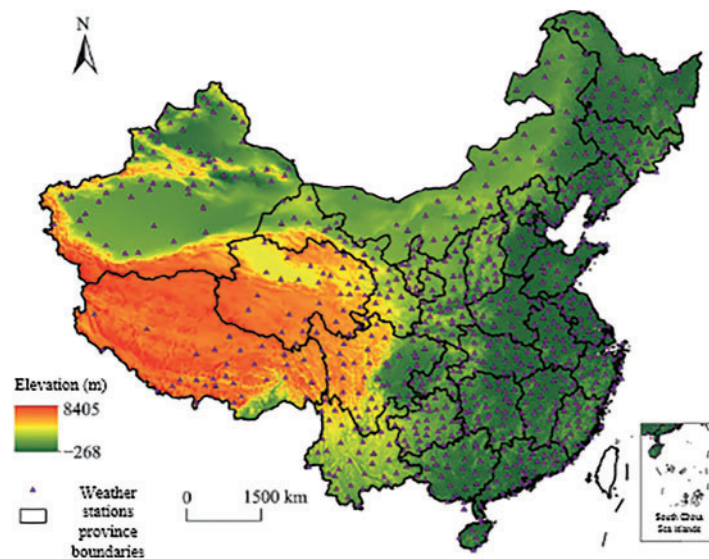 N
Elevation (m)
8405
−268
Weather
stations
province
boundaries
0 1500 km
South China
Sea islands